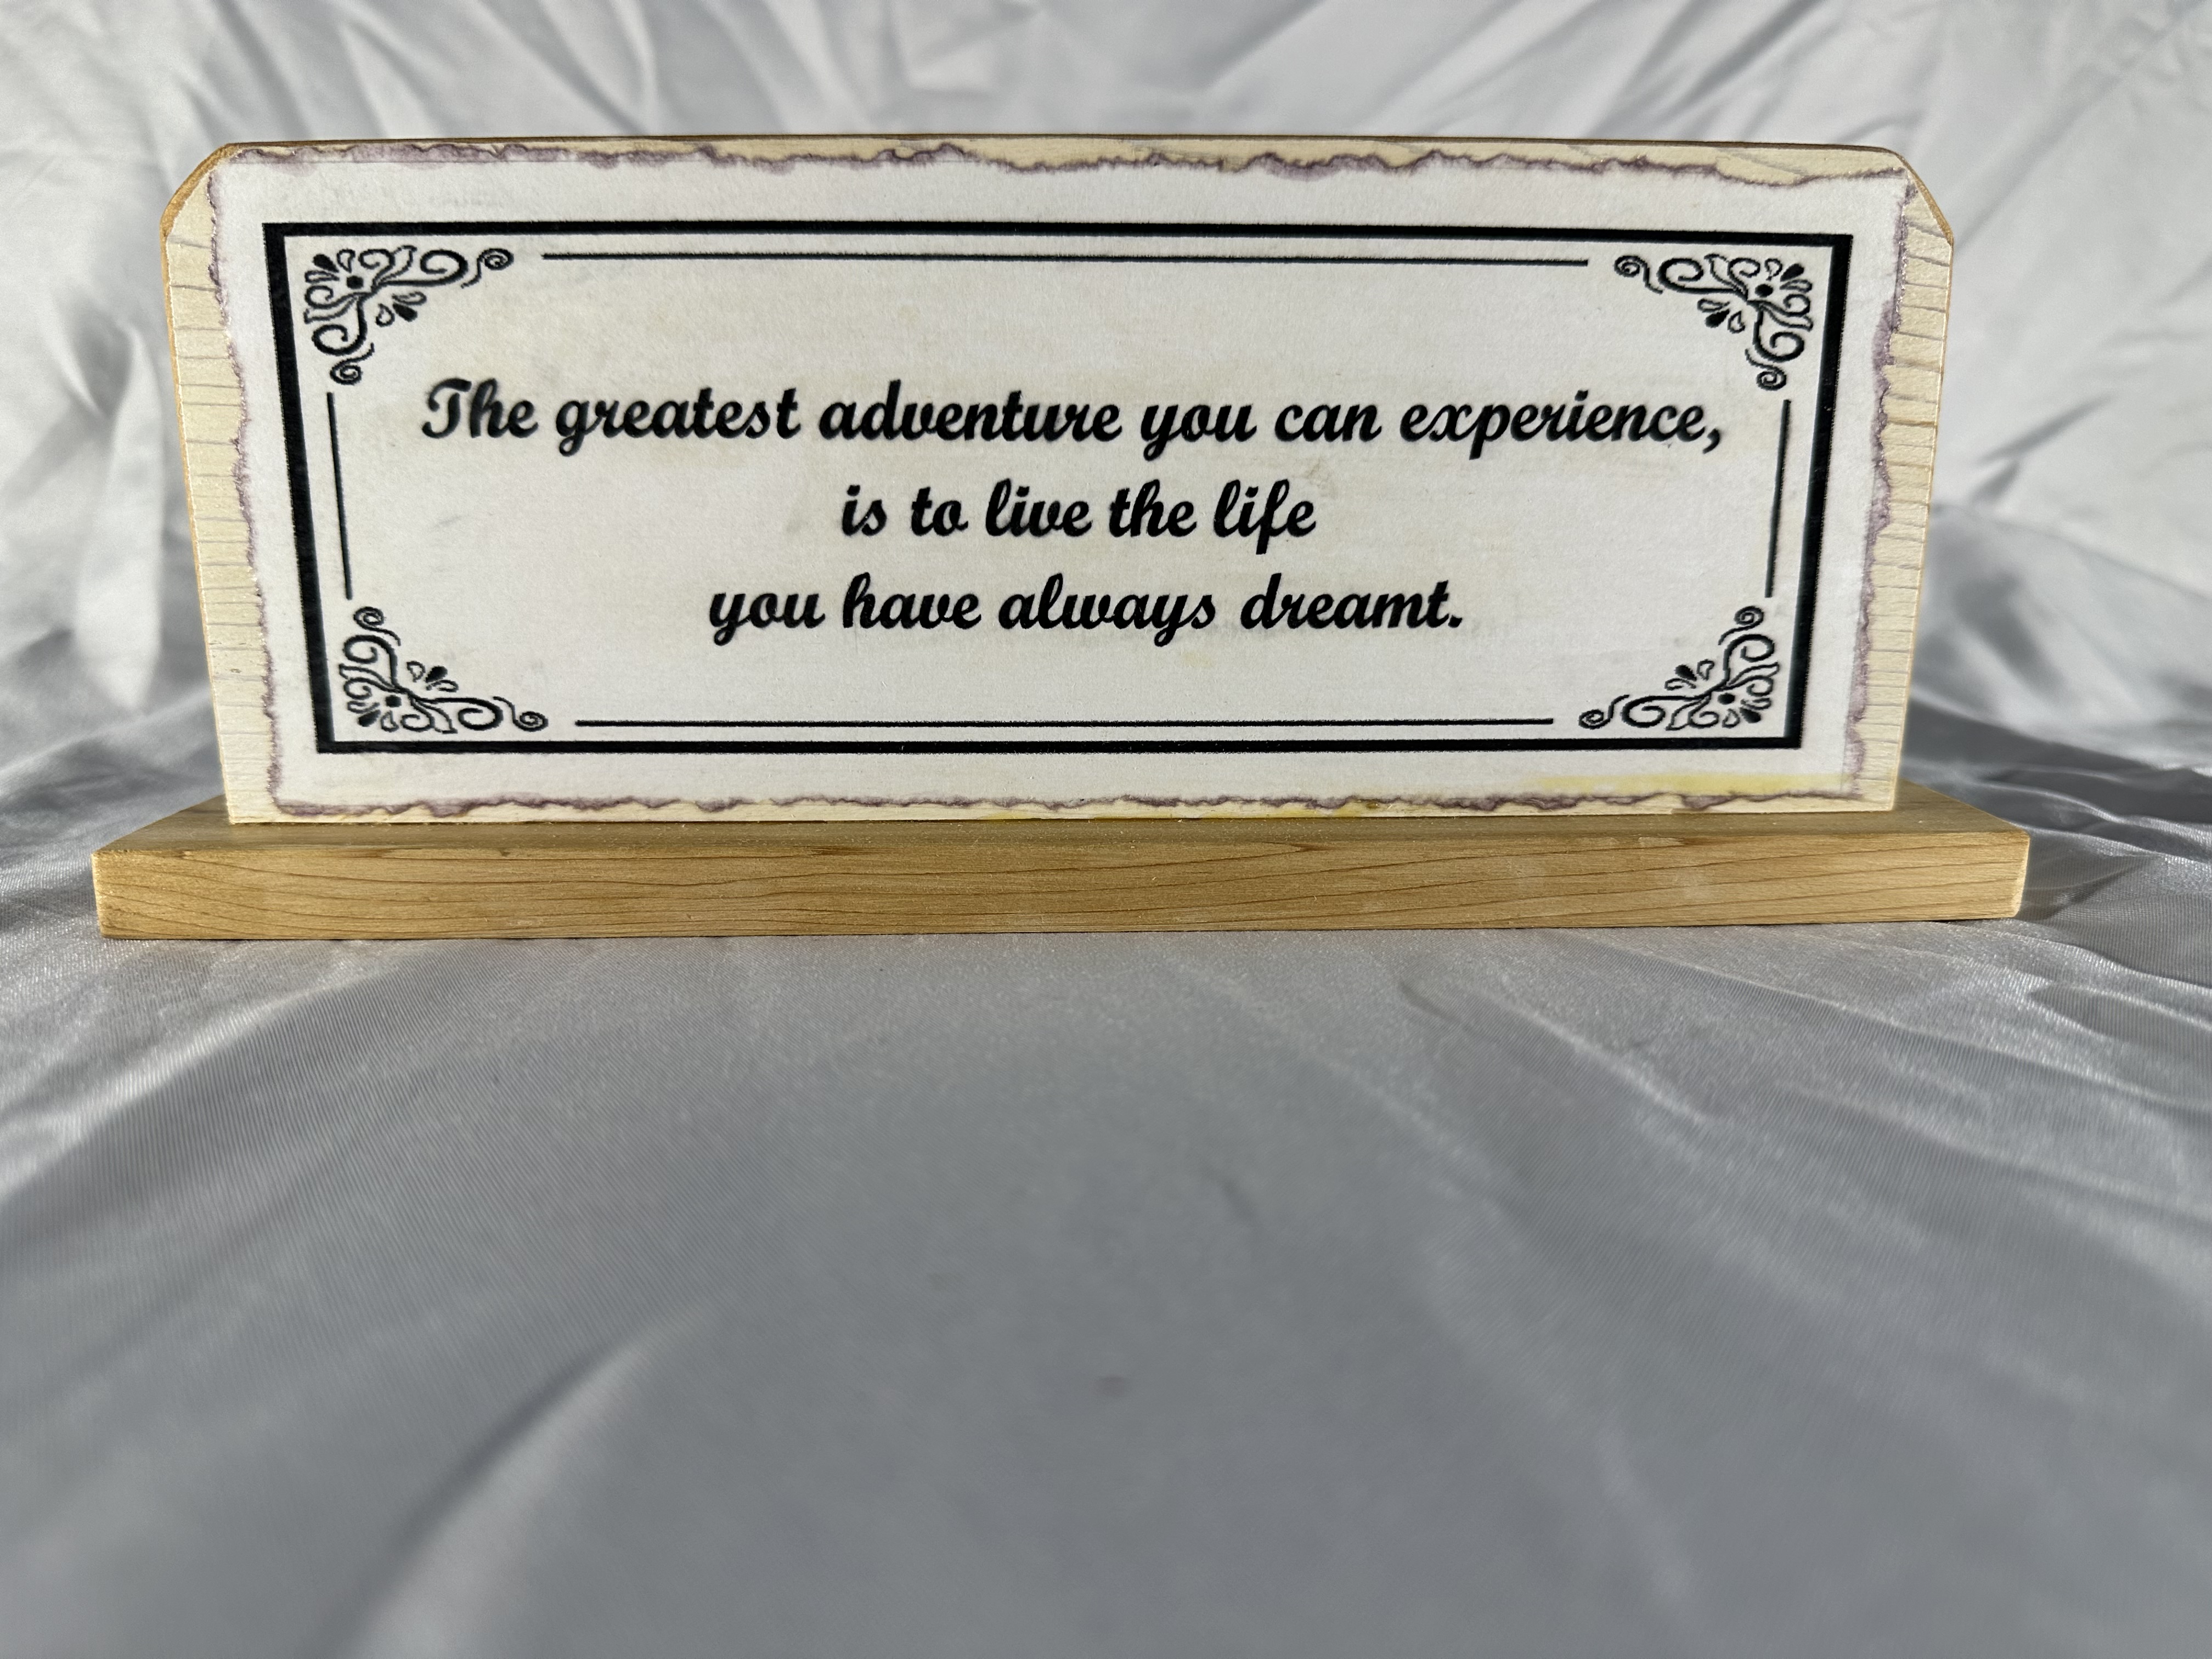 The greatest adventure you can experience,
is to live the life
you have always dreamt.